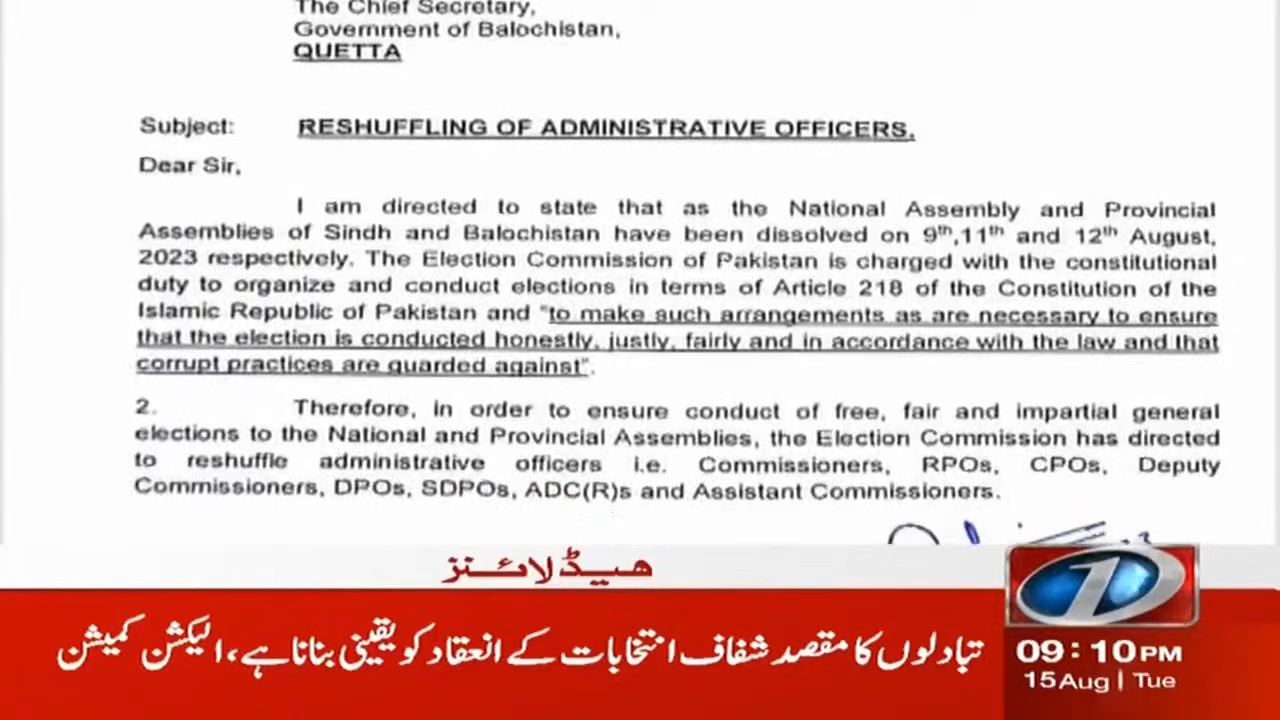 The Chief Secretary,
Government of Balochistan,
QUETTA
Subject: RESHUFFLING OF ADMINISTRATIVE OFFICERS.
Dear Sir,
I am directed to state that as the National Assembly and Provincial
Assemblies of Sindh and Balochistan have been dissolved on 9th,11th and 12th August,
2023 respectively. The Election Commission of Pakistan is charged with the constitutional
duty to organize and conduct elections in terms of Article 218 of the Constitution of the
Islamic Republic of Pakistan and "to make such arrangements as are necessary to ensure
that the election is conducted honestly, justly, fairly and in accordance with the law and that
corrupt practices are guarded against".
2. Therefore, in order to ensure conduct of free, fair and impartial general
elections to the National and Provincial Assemblies, the Election Commission has directed
to reshuffle administrative officers i.e. Commissioners, RPOs, CPOs, Deputy
Commissioners, DPOs, SDPOs, ADC(R)s and Assistant Commissioners.
ہیڈلائنز
تبادلوں کا مقصد شفاف انتخابات کے انعقاد کو یقینی بنانا ہے، الیکشن کمیشن
1
09:10PM
15Aug | Tue